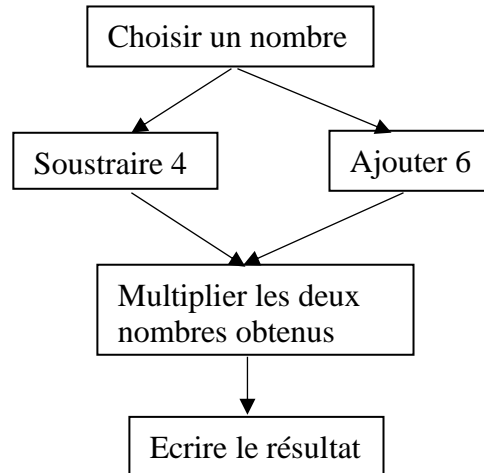 Choisir un nombre
Soustraire 4
Ajouter 6
Multiplier les deux
nombres obtenus
Ecrire le résultat